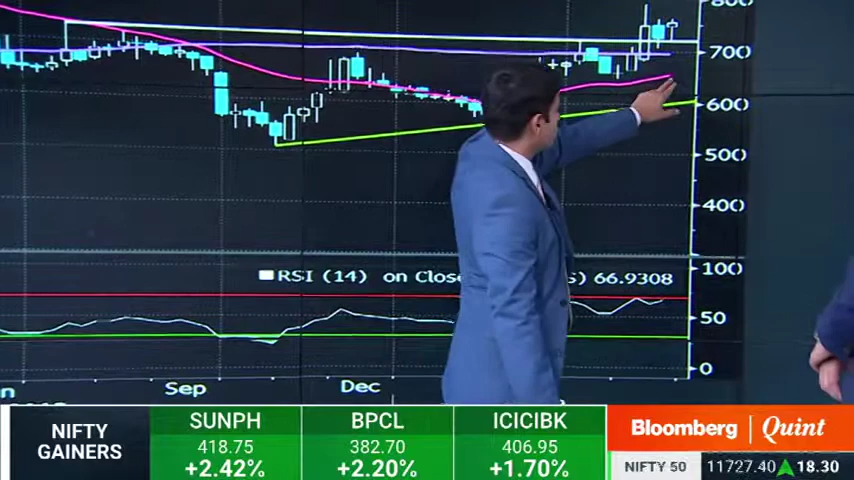 800
700
600
500
400
RSI (14) on Close
S) 66.9308
100
50
0
Sep
Dec
NIFTY GAINERS
SUNPH
418.75
+2.42%
BPCL
382.70
+2.20%
ICICIBK
406.95
+1.70%
Bloomberg | Quint
NIFTY 50
11727.40 18.30